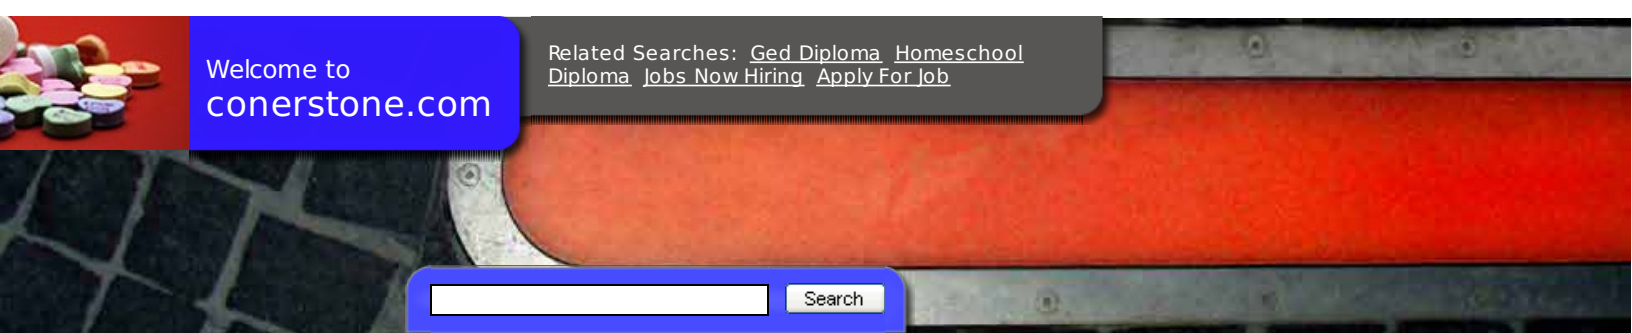 Welcome to
conerstone.com
Related Searches: Ged Diploma Homeschool
Diploma Jobs Now Hiring Apply For Job
Search